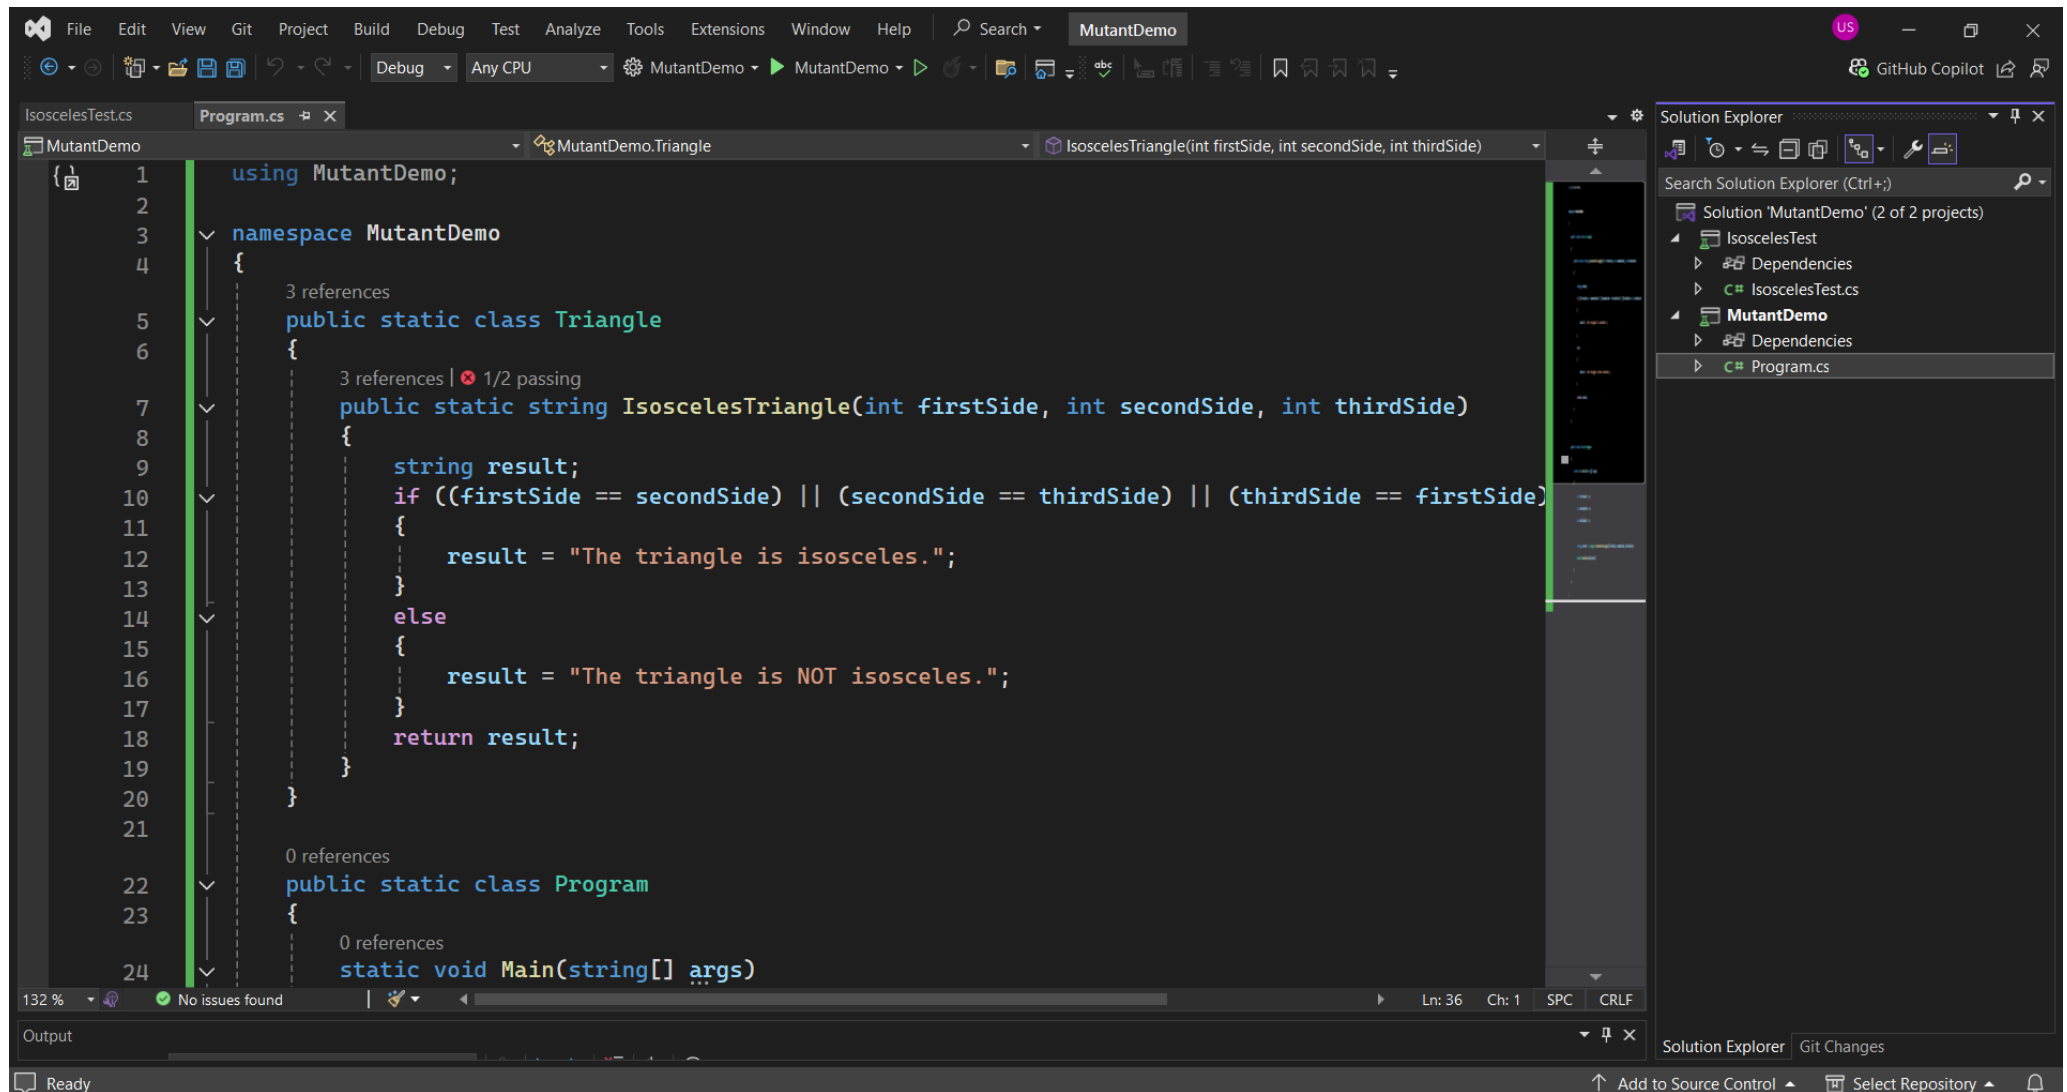 File Edit View Git Project Build Debug Test Analyze Tools Extensions Window Help Search MutantDemo US
Debug Any CPU MutantDemo MutantDemo GitHub Copilot
IsoscelesTest.cs Program.cs
MutantDemo MutantDemo.Triangle IsoscelesTriangle(int firstSide, int secondSide, int thirdSide)
1 using MutantDemo;
2
3 namespace MutantDemo
4 {
3 references
5 public static class Triangle
6 {
3 references | 1/2 passing
7 public static string IsoscelesTriangle(int firstSide, int secondSide, int thirdSide)
8 {
9 string result;
10 if ((firstSide == secondSide) || (secondSide == thirdSide) || (thirdSide == firstSide)
11 {
12 result = "The triangle is isosceles.";
13 }
14 else
15 {
16 result = "The triangle is NOT isosceles.";
17 }
18 return result;
19 }
20 }
21
0 references
22 public static class Program
23 {
0 references
24 static void Main(string[] args)
132 % No issues found Ln: 36 Ch: 1 SPC CRLF
Output
Solution Explorer
Search Solution Explorer (Ctrl+;)
Solution 'MutantDemo' (2 of 2 projects)
IsoscelesTest
Dependencies
C# IsoscelesTest.cs
MutantDemo
Dependencies
C# Program.cs
Solution Explorer Git Changes
Ready Add to Source Control Select Repository